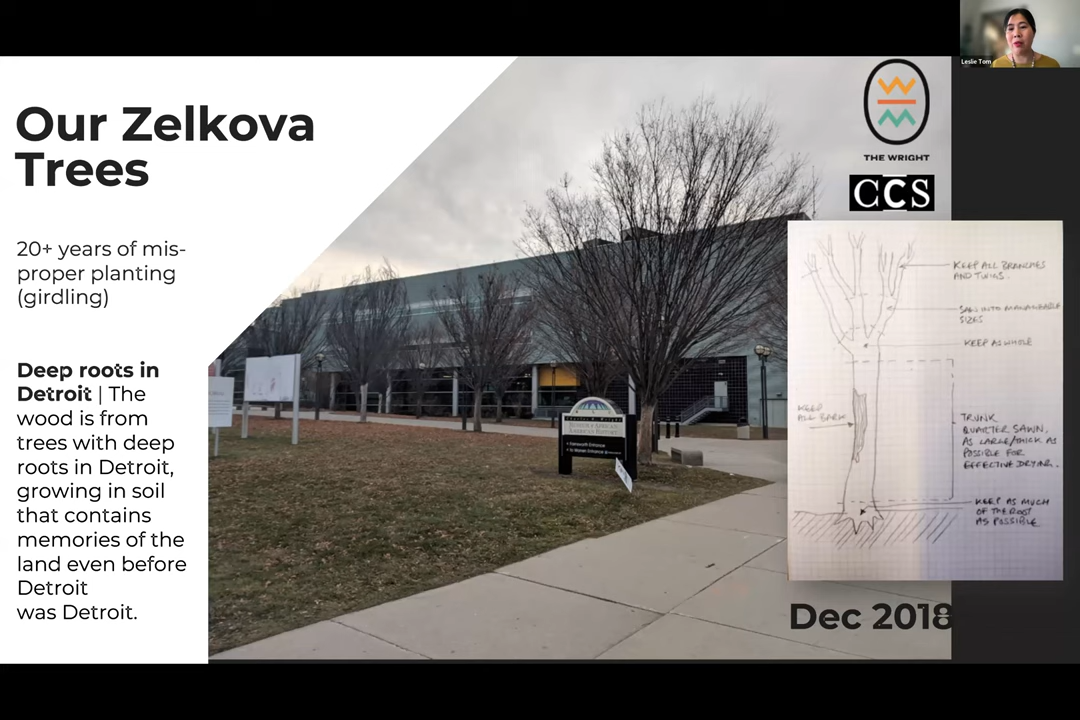 Our Zelkova
Trees
20+ years of mis-
proper planting
(girdling)
Deep roots in
Detroit | The
wood is from
trees with deep
roots in Detroit,
growing in soil
that contains
memories of the
land even before
Detroit
was Detroit.
Leslie Tom
THE WRIGHT
CCS
KEEP ALL BRANCHES
AND TWIGS.
SAW INTO MANAGEABLE
SIZES
KEEP AS WHOLE
KEEP
ALL BARK
TRUNK
QUARTER SAWN,
AS LARGE/THICK AS
POSSIBLE FOR
EFFECTIVE DRYING.
KEEP AS MUCH
OF THE ROOT
AS POSSIBLE
Dec 2018